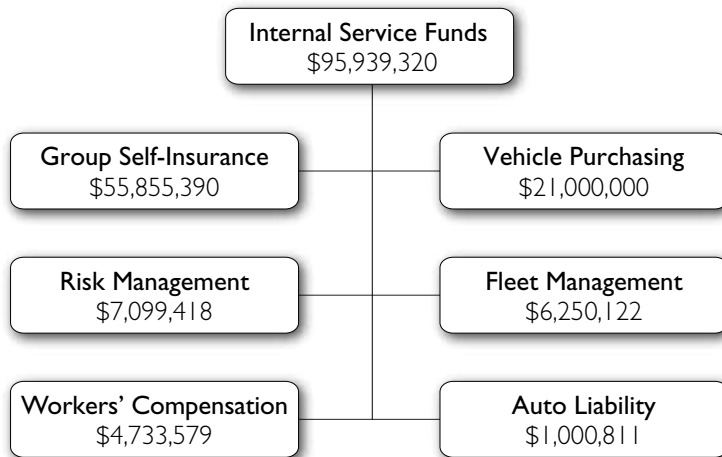 Internal Service Funds
$95,939,320
Group Self-Insurance
$55,855,390
Vehicle Purchasing
$21,000,000
Risk Management
$7,099,418
Fleet Management
$6,250,122
Workers’ Compensation
$4,733,579
Auto Liability
$1,000,811